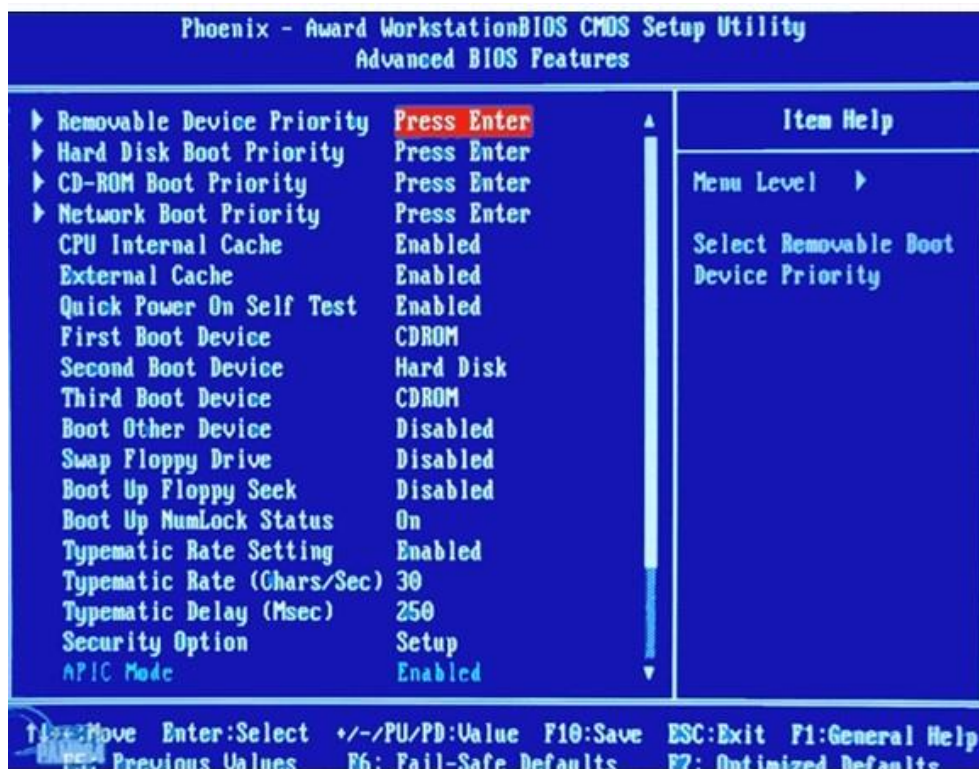 Phoenix - Award WorkstationBIOS CMOS Setup Utility
Advanced BIOS Features
Removable Device Priority Press Enter
Hard Disk Boot Priority Press Enter
CD-ROM Boot Priority Press Enter
Network Boot Priority Press Enter
CPU Internal Cache Enabled
External Cache Enabled
Quick Power On Self Test Enabled
First Boot Device CDROM
Second Boot Device Hard Disk
Third Boot Device CDROM
Boot Other Device Disabled
Swap Floppy Drive Disabled
Boot Up Floppy Seek Disabled
Boot Up NumLock Status On
Typematic Rate Setting Enabled
Typematic Rate (Chars/Sec) 30
Typematic Delay (Msec) 250
Security Option Setup
APIC Mode Enabled
Item Help
Menu Level
Select Removable Boot
Device Priority
Move Enter:Select +/-/PU/PD:Value F10:Save ESC:Exit F1:General Help
F5: Previous Values F6: Fail-Safe Defaults F7: Optimized Defaults